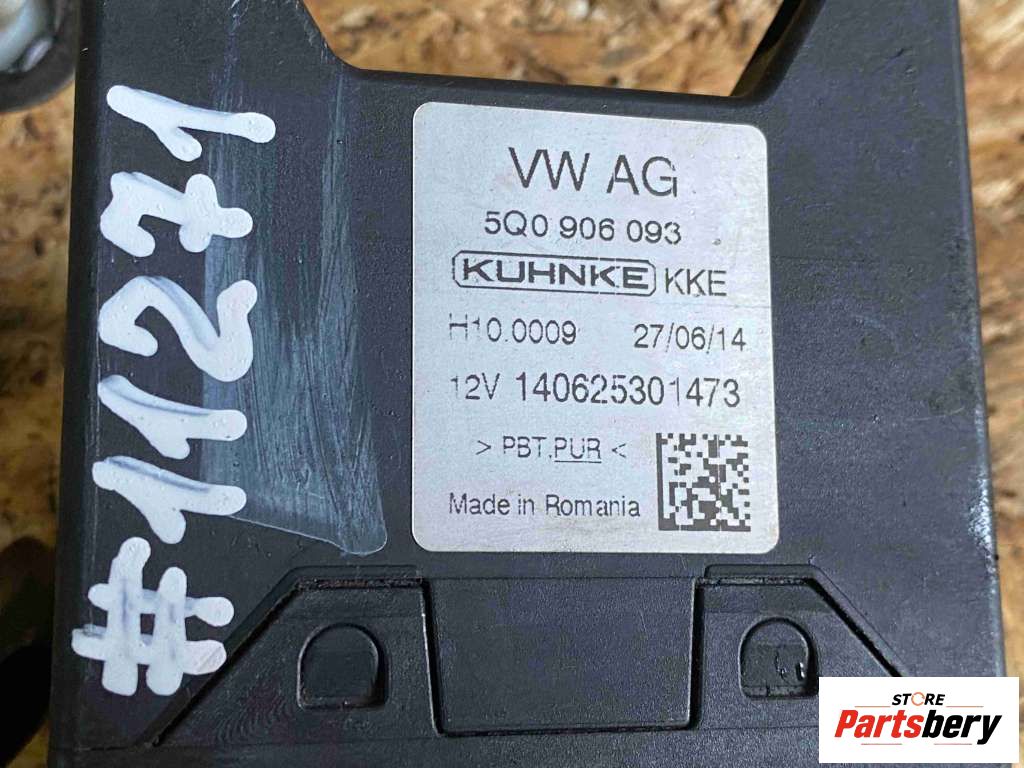 VW AG
5Q0 906 093
KUHNKE KKE
H10.0009 27/06/14
12V 140625301473
> PBT.PUR <
Made in Romania
#11271
STORE
Partsbery